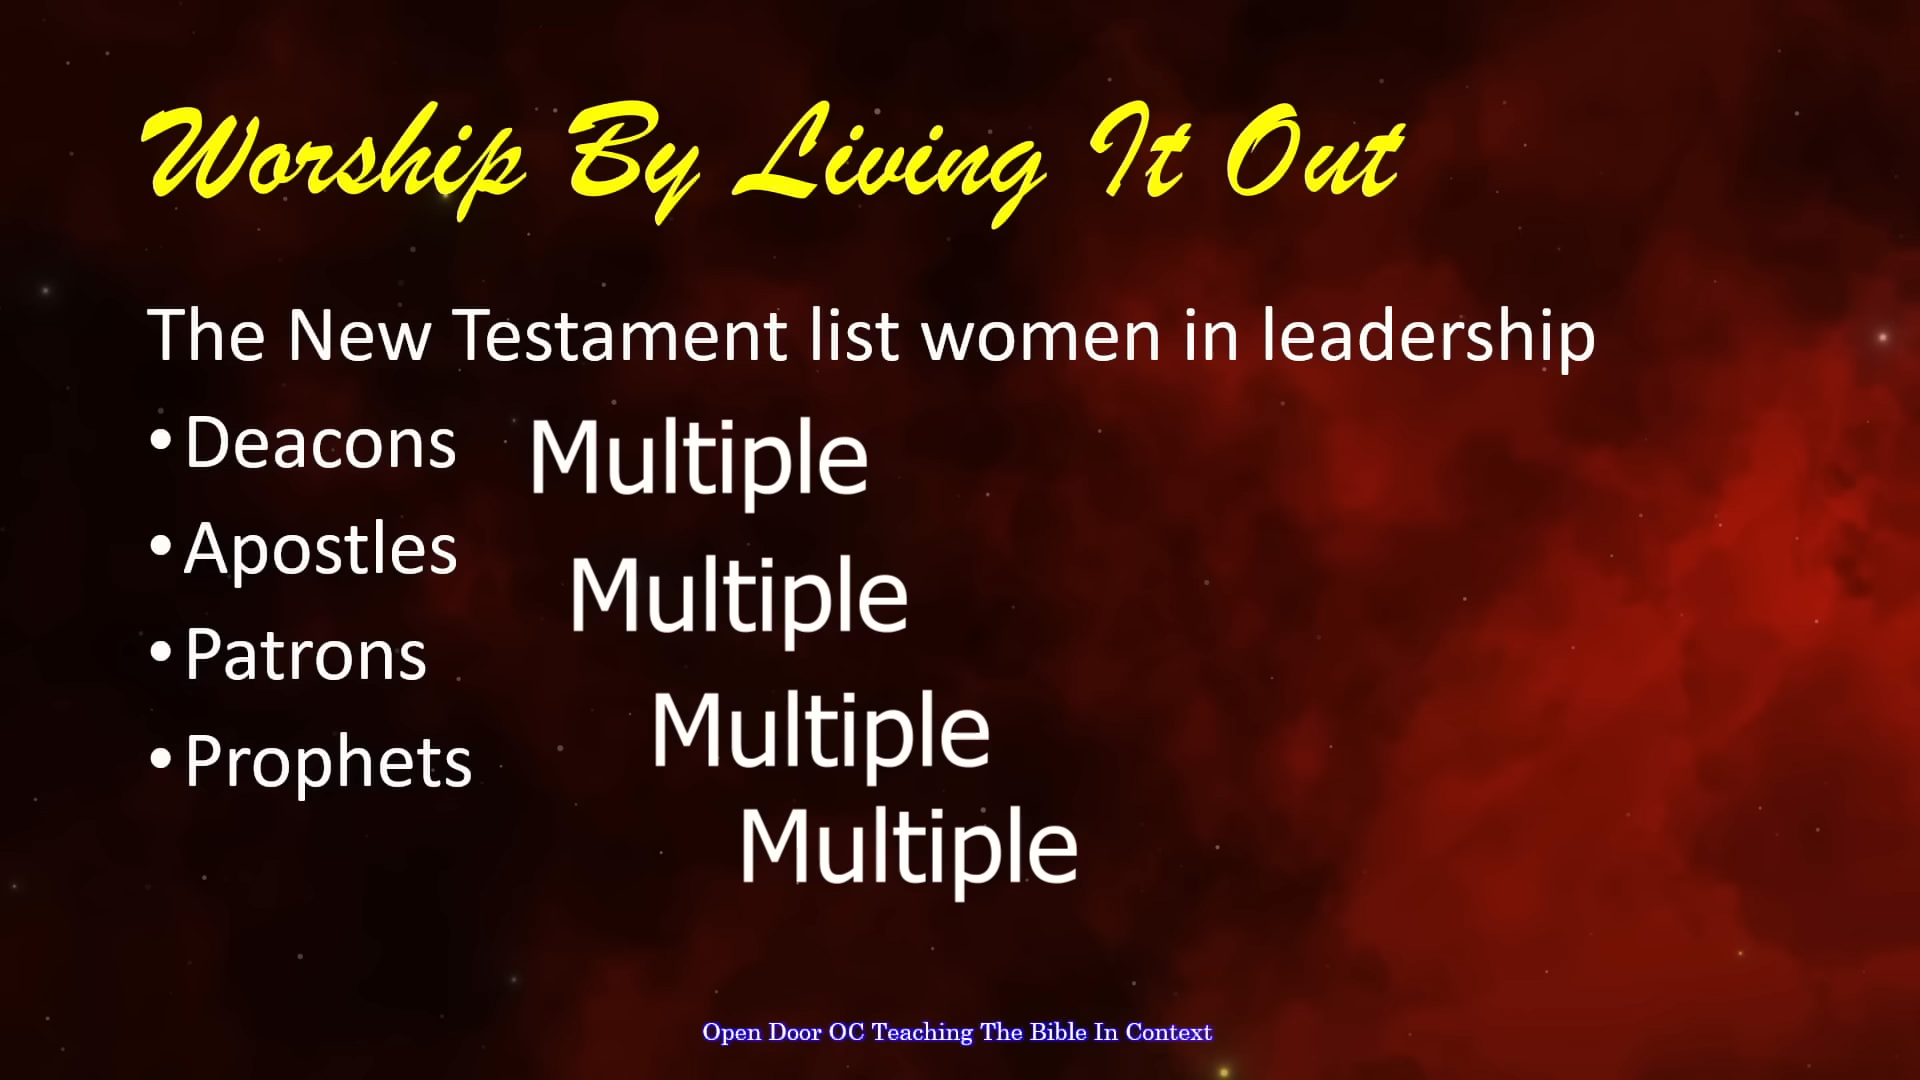 Worship By Living It Out
The New Testament list women in leadership
• Deacons Multiple
• Apostles Multiple
• Patrons Multiple
• Prophets Multiple
Open Door OC Teaching The Bible In Context